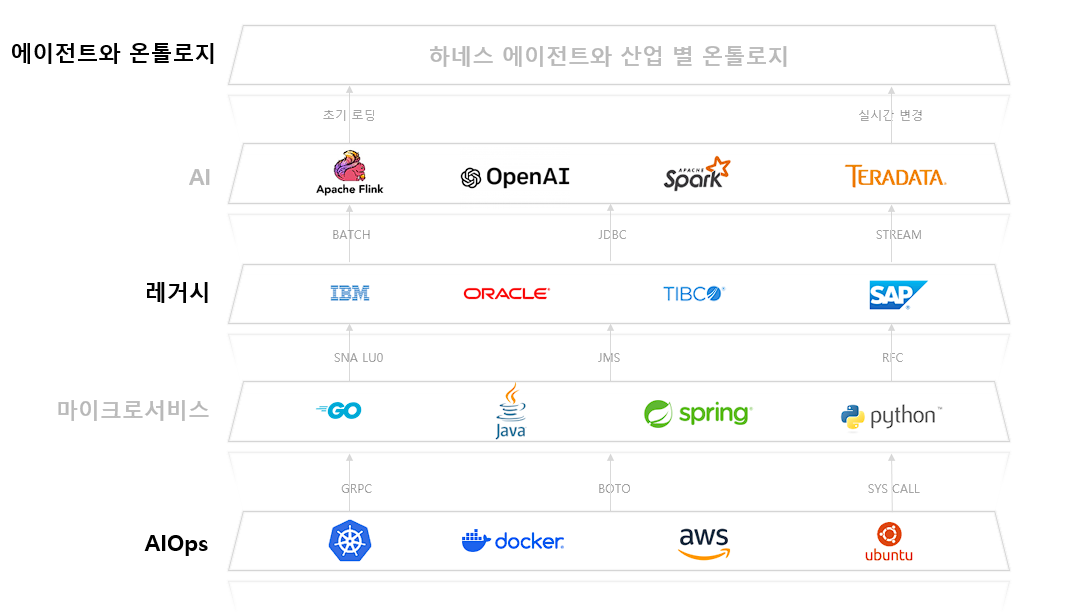 에이전트와 온톨로지
하네스 에이전트와 산업 별 온톨로지
초기 로딩
실시간 변경
AI
Apache Flink
OpenAI
APACHE
Spark
TERADATA
BATCH
JDBC
STREAM
레거시
IBM
ORACLE
TIBCO
SAP
SNA LU0
JMS
RFC
마이크로서비스
GO
Java
spring
python
GRPC
BOTO
SYS CALL
AIOps
docker
aws
ubuntu